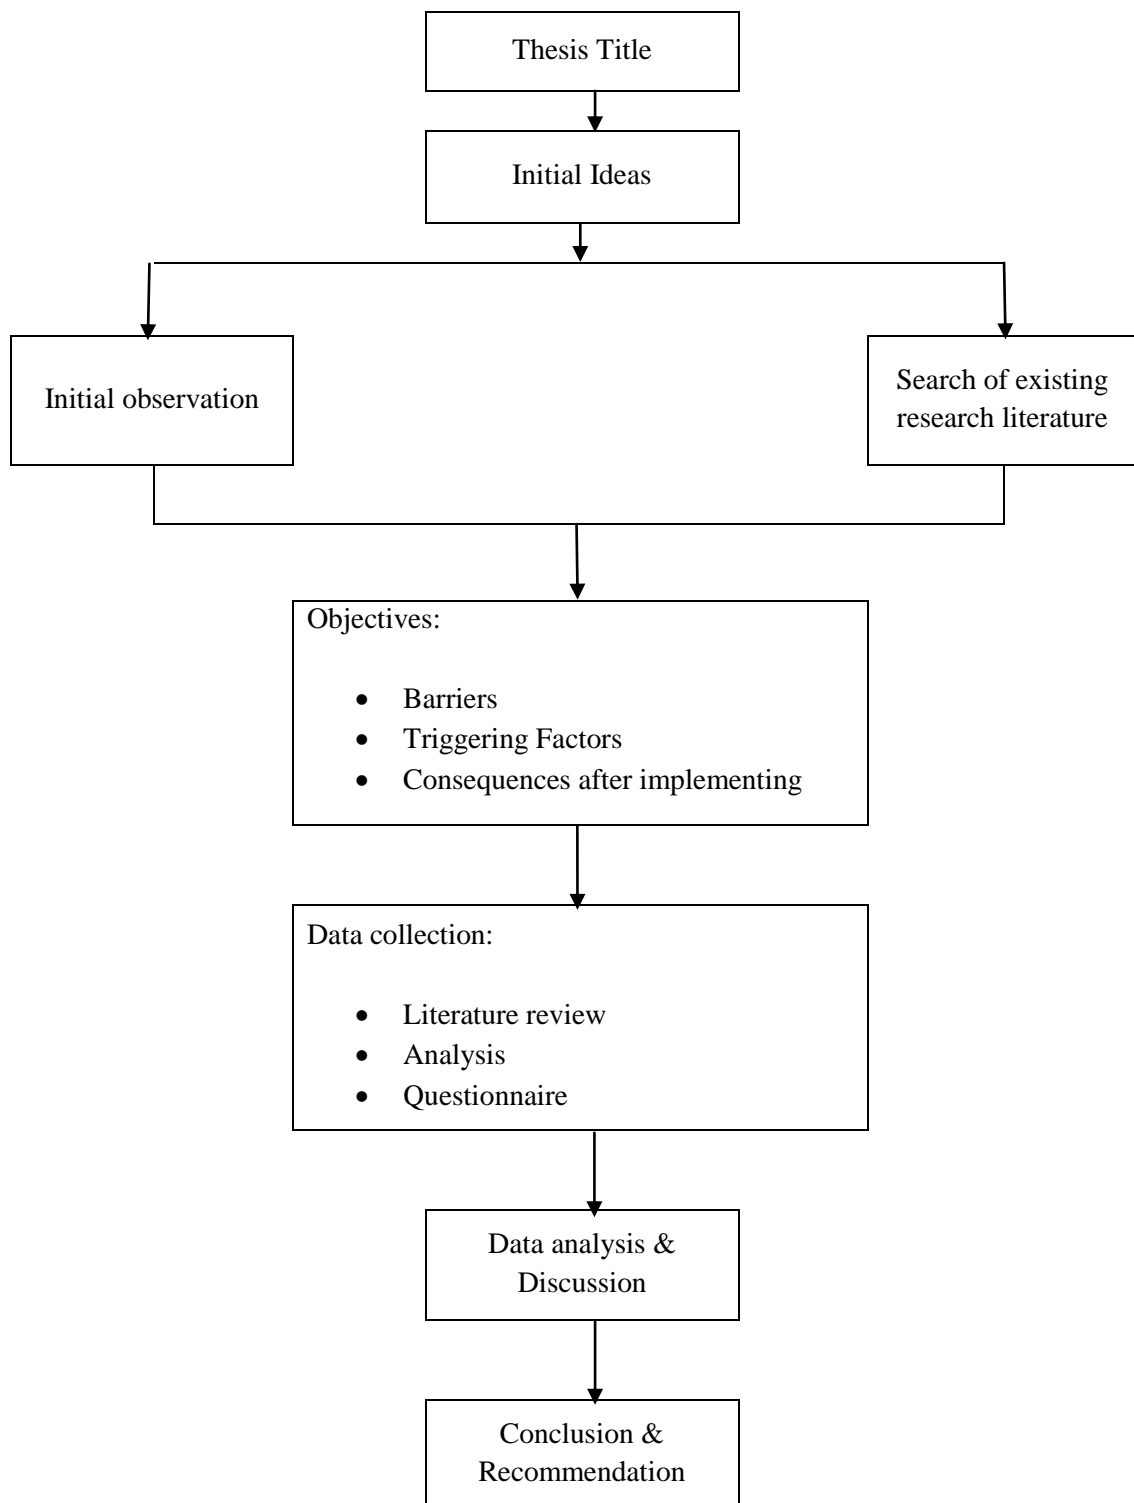 Thesis Title
Initial Ideas
Initial observation
Search of existing
research literature
Objectives:
• Barriers
• Triggering Factors
• Consequences after implementing
Data collection:
• Literature review
• Analysis
• Questionnaire
Data analysis &
Discussion
Conclusion &
Recommendation